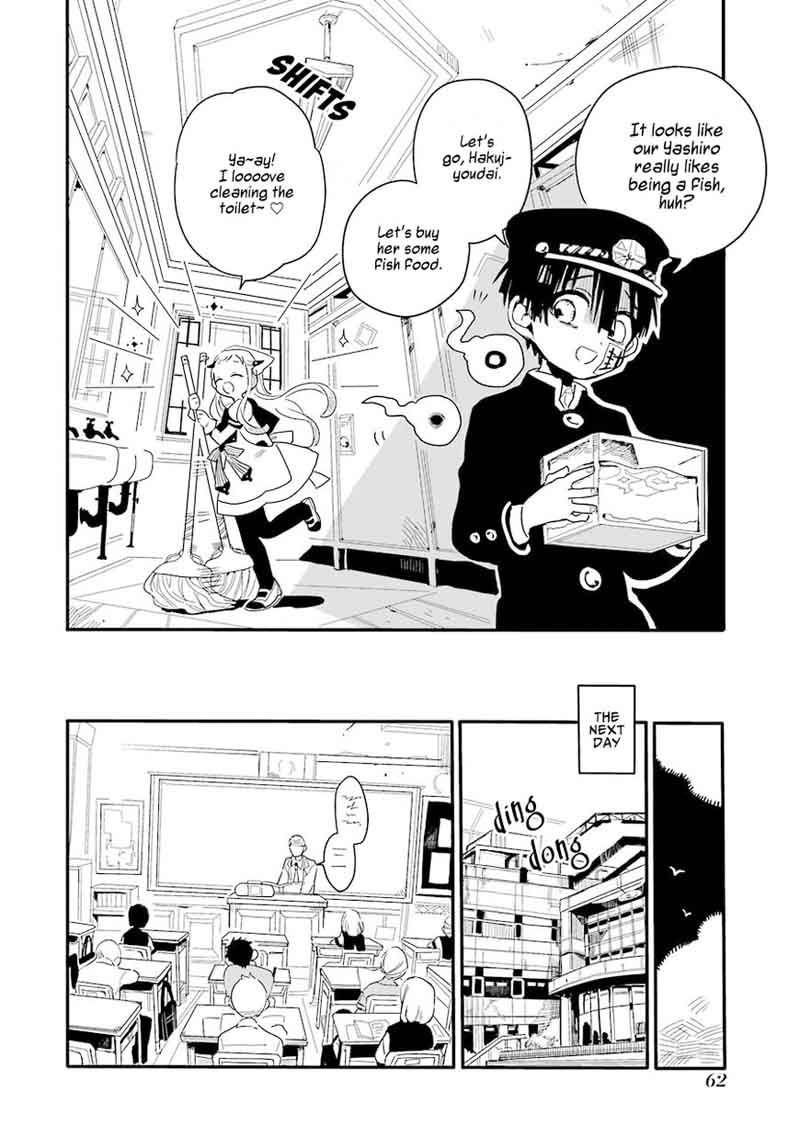 It looks like
our Yashiro
really likes
being a fish,
huh?
Let's
go, Hakuj-
youdai.
Let's buy
her some
fish food.
SHIFTS
Ya~ay!
I loooove
cleaning the
toilet~ ♡
THE
NEXT
DAY
ding
dong
62